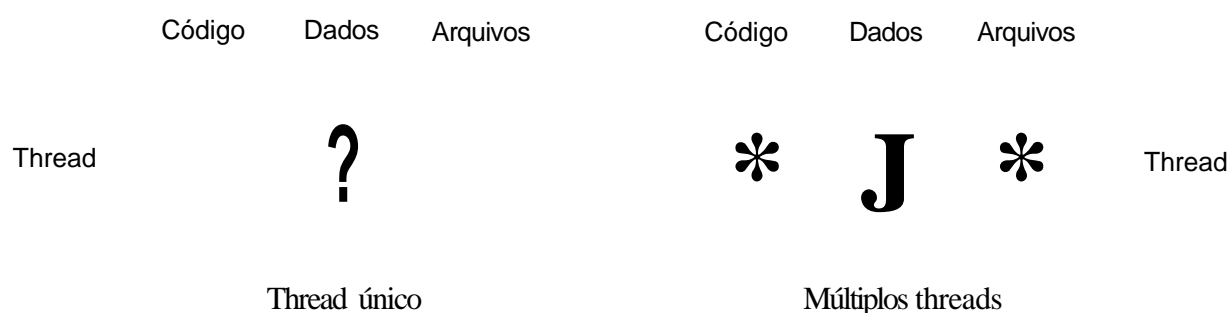 Código Dados Arquivos Código Dados Arquivos
Thread ? * J * Thread
Thread único Múltiplos threads